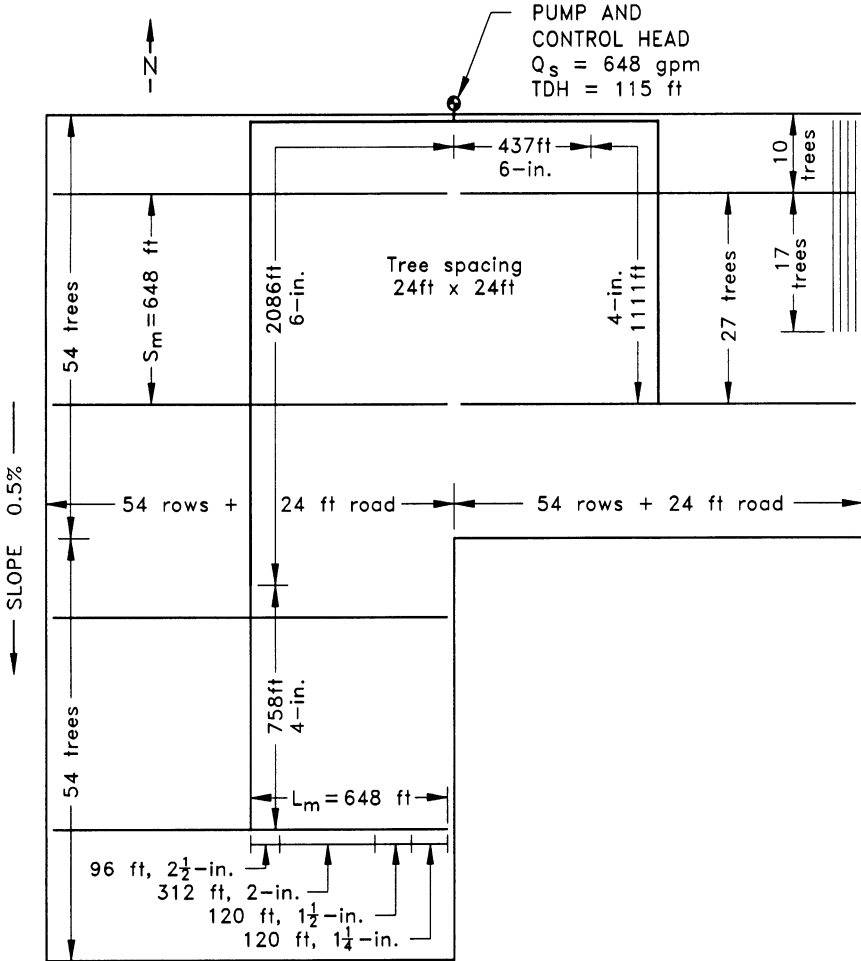 PUMP AND
CONTROL HEAD
Qs = 648 gpm
TDH = 115 ft
N
437ft
6-in.
10
trees
Tree spacing
24ft x 24ft
54 trees
Sm=648 ft
2086ft
6-in.
4-in.
1111ft
27 trees
17
trees
SLOPE 0.5%
54 rows + 24 ft road
54 rows + 24 ft road
54 trees
758ft
4-in.
Lm=648 ft
96 ft, 2½-in.
312 ft, 2-in.
120 ft, 1½-in.
120 ft, 1¼-in.